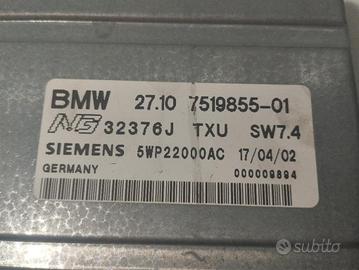 BMW 27.10 7519855-01
NG 32376J TXU SW7.4
SIEMENS 5WP22000AC 17/04/02
GERMANY 000009894
subito